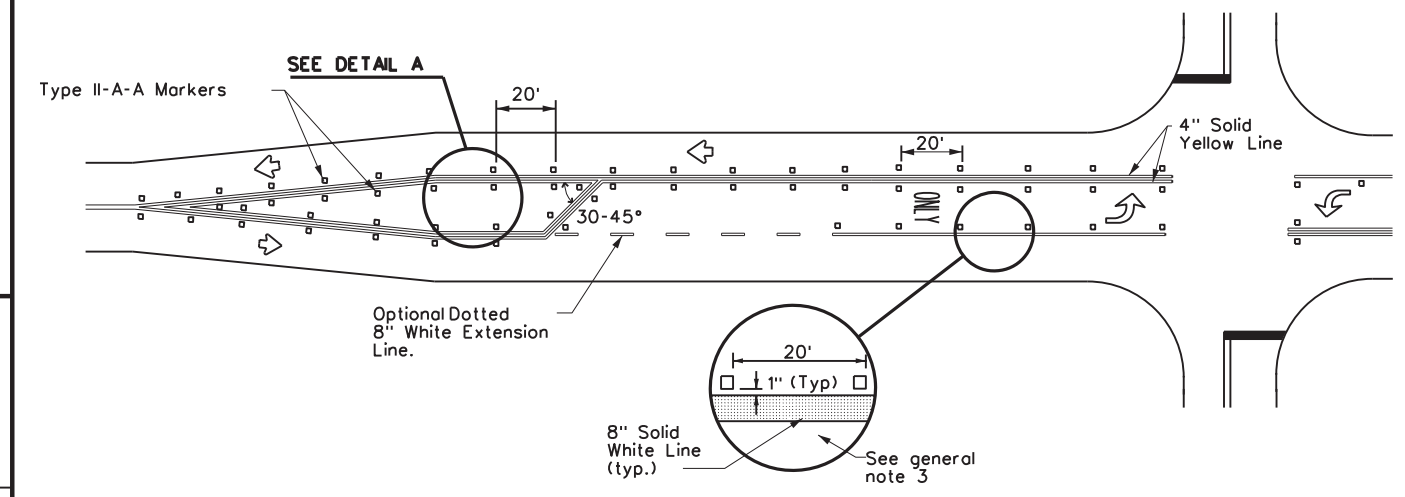 SEE DETAIL A
Type II-A-A Markers
20'
20'
4" Solid
Yellow Line
ONLY
30-45°
Optional Dotted
8" White Extension
Line.
20'
1" (Typ)
8" Solid
White Line
(typ.)
See general
note 3